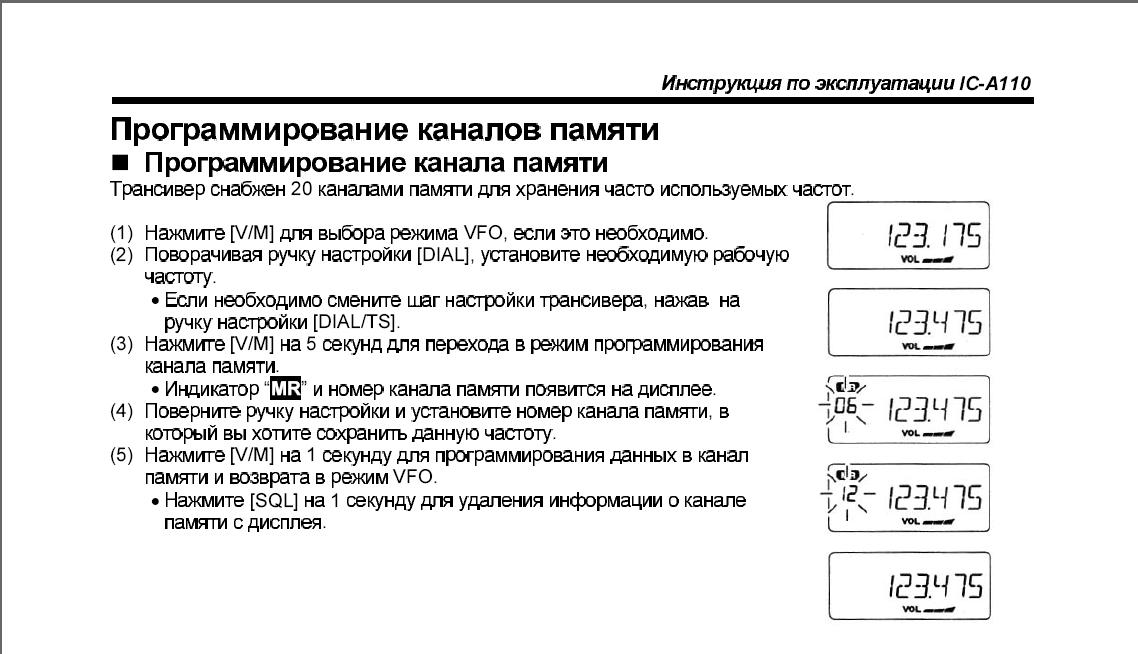 Инструкция по эксплуатации IC-A110
Программирование каналов памяти
■ Программирование канала памяти
Трансивер снабжен 20 каналами памяти для хранения часто используемых частот.
(1) Нажмите [V/M] для выбора режима VFO, если это необходимо.
(2) Поворачивая ручку настройки [DIAL], установите необходимую рабочую
частоту.
• Если необходимо смените шаг настройки трансивера, нажав на
ручку настройки [DIAL/TS].
(3) Нажмите [V/M] на 5 секунд для перехода в режим программирования
канала памяти.
• Индикатор “MR” и номер канала памяти появится на дисплее.
(4) Поверните ручку настройки и установите номер канала памяти, в
который вы хотите сохранить данную частоту.
(5) Нажмите [V/M] на 1 секунду для программирования данных в канал
памяти и возврата в режим VFO.
• Нажмите [SQL] на 1 секунду для удаления информации о канале
памяти с дисплея.
123.175
VOL
123.475
VOL
06 123.475
VOL
12 123.475
VOL
123.475
VOL